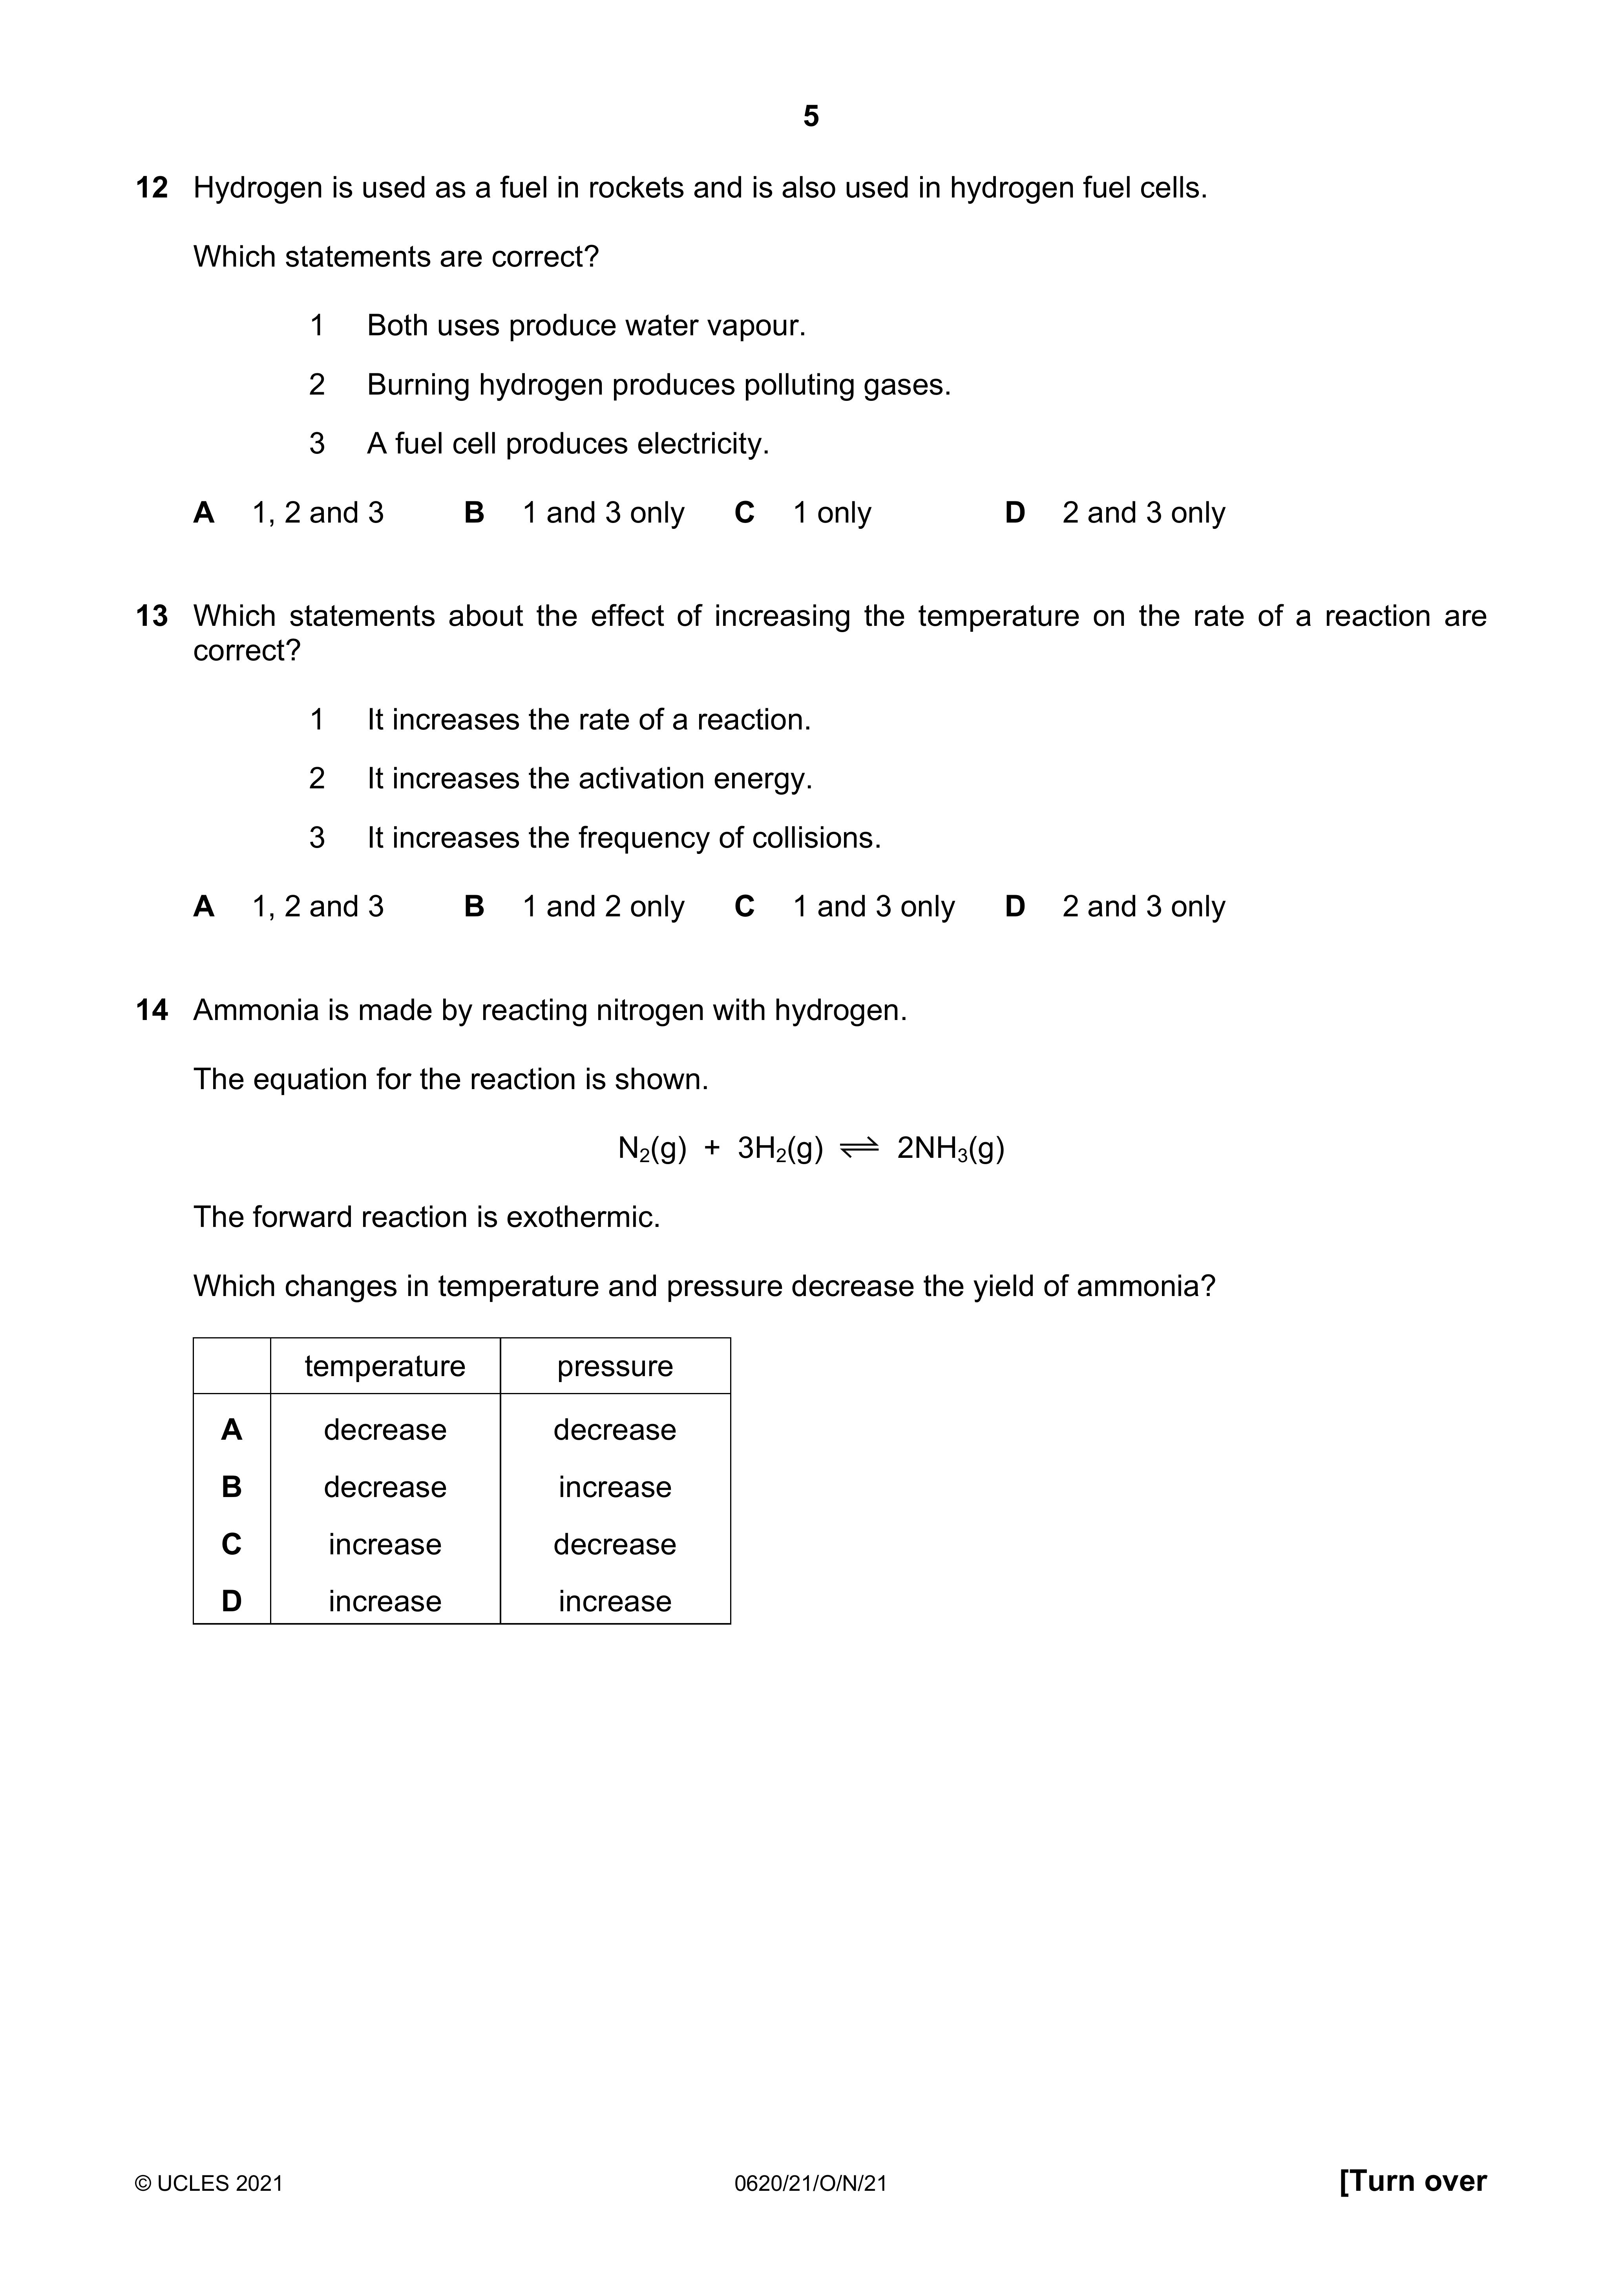 5
12 Hydrogen is used as a fuel in rockets and is also used in hydrogen fuel cells.
Which statements are correct?
1 Both uses produce water vapour.
2 Burning hydrogen produces polluting gases.
3 A fuel cell produces electricity.
A 1, 2 and 3 B 1 and 3 only C 1 only D 2 and 3 only
13 Which statements about the effect of increasing the temperature on the rate of a reaction are
correct?
1 It increases the rate of a reaction.
2 It increases the activation energy.
3 It increases the frequency of collisions.
A 1, 2 and 3 B 1 and 2 only C 1 and 3 only D 2 and 3 only
14 Ammonia is made by reacting nitrogen with hydrogen.
The equation for the reaction is shown.
N₂(g) + 3H₂(g) ⇌ 2NH₃(g)
The forward reaction is exothermic.
Which changes in temperature and pressure decrease the yield of ammonia?
temperature pressure
A decrease decrease
B decrease increase
C increase decrease
D increase increase
© UCLES 2021 0620/21/O/N/21 [Turn over